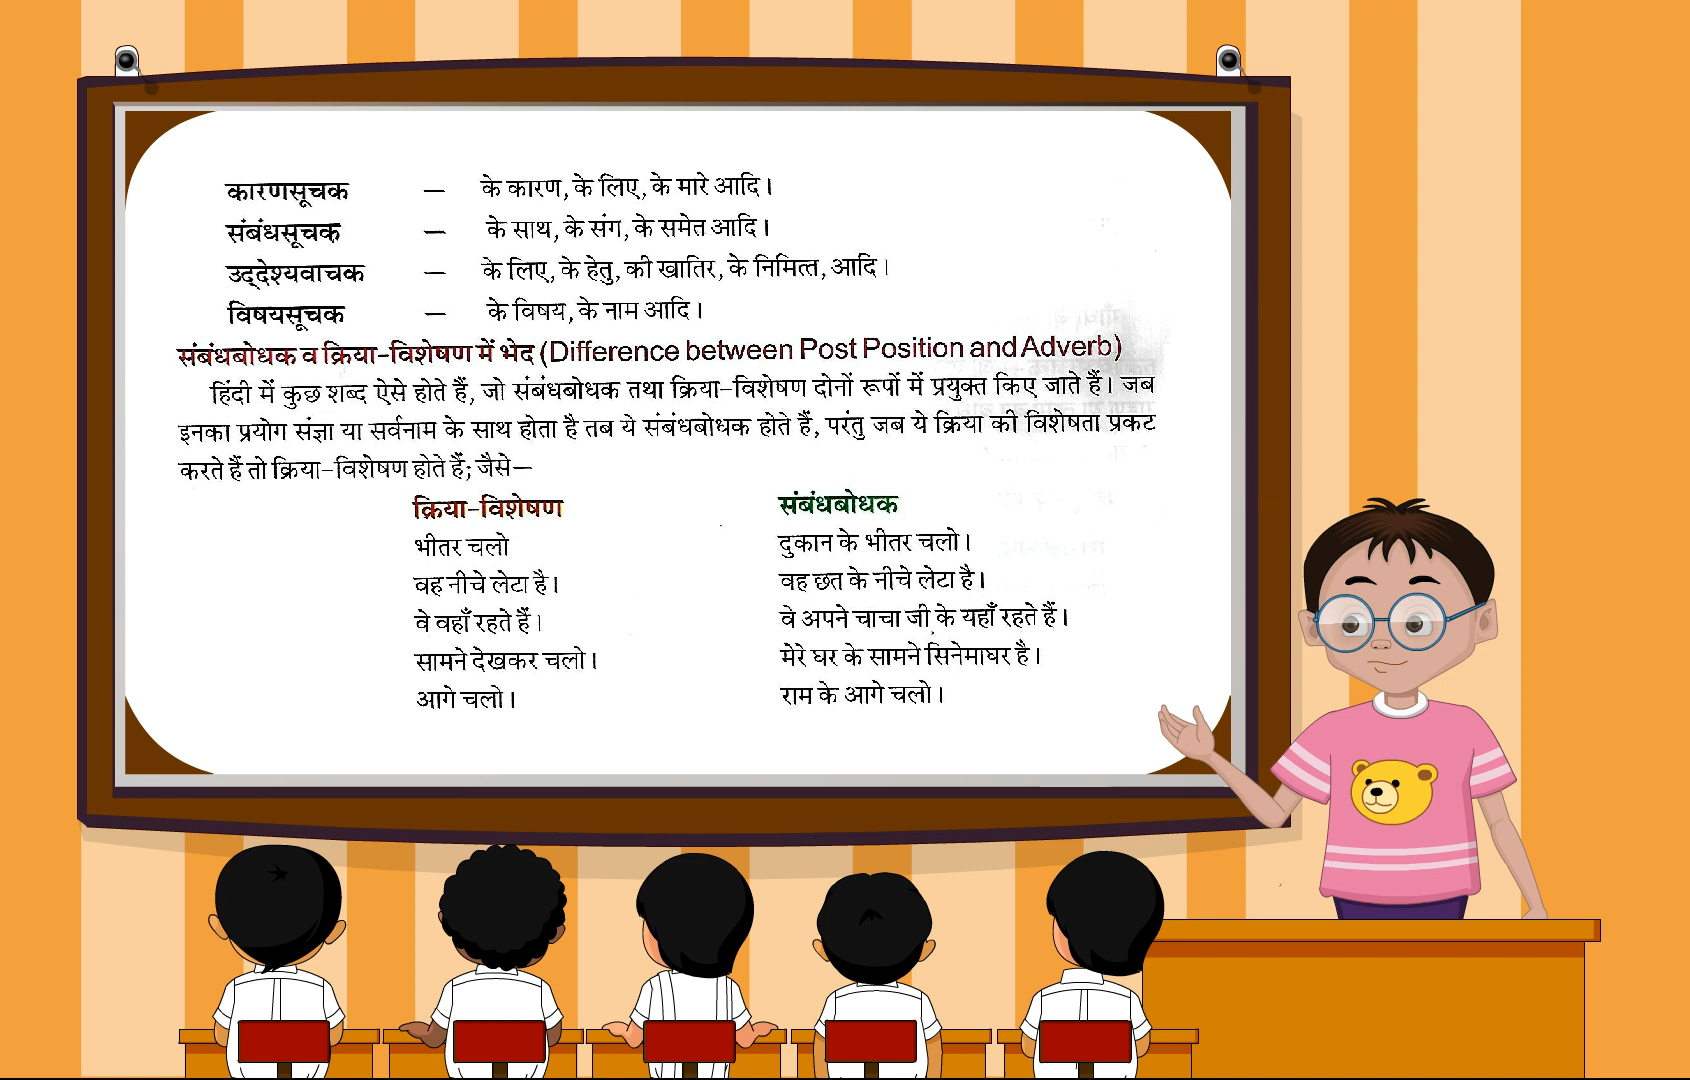 कारणसूचक — के कारण, के लिए, के मारे आदि।
संबंधसूचक — के साथ, के संग, के समेत आदि।
उद्देश्यवाचक — के लिए, के हेतु, की खातिर, के निमित्त, आदि।
विषयसूचक — के विषय, के नाम आदि।
संबंधबोधक व क्रिया-विशेषण में भेद (Difference between Post Position and Adverb)
हिंदी में कुछ शब्द ऐसे होते हैं, जो संबंधबोधक तथा क्रिया-विशेषण दोनों रूपों में प्रयुक्त किए जाते हैं। जब
इनका प्रयोग संज्ञा या सर्वनाम के साथ होता है तब ये संबंधबोधक होते हैं, परंतु जब ये क्रिया की विशेषता प्रकट
करते हैं तो क्रिया-विशेषण होते हैं; जैसे—
क्रिया-विशेषण संबंधबोधक
भीतर चलो दुकान के भीतर चलो।
वह नीचे लेटा है। वह छत के नीचे लेटा है।
वे वहाँ रहते हैं। वे अपने चाचा जी के यहाँ रहते हैं।
सामने देखकर चलो। मेरे घर के सामने सिनेमाघर है।
आगे चलो। राम के आगे चलो।